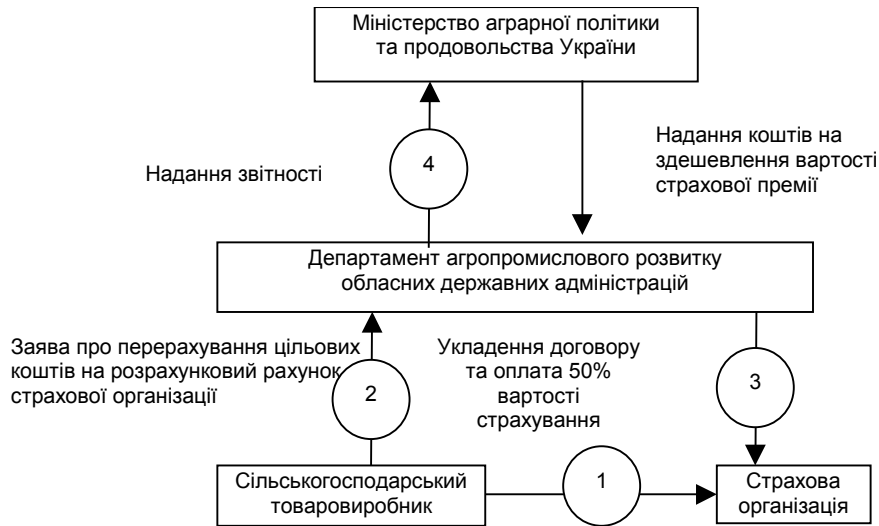 Міністерство аграрної політики
та продовольства України
Надання звітності
4
Надання коштів на
здешевлення вартості
страхової премії
Департамент агропромислового розвитку
обласних державних адміністрацій
Заява про перерахування цільових
коштів на розрахунковий рахунок
страхової організації
2
Укладення договору
та оплата 50%
вартості
страхування
3
Сільськогосподарський
товаровиробник
1
Страхова
організація